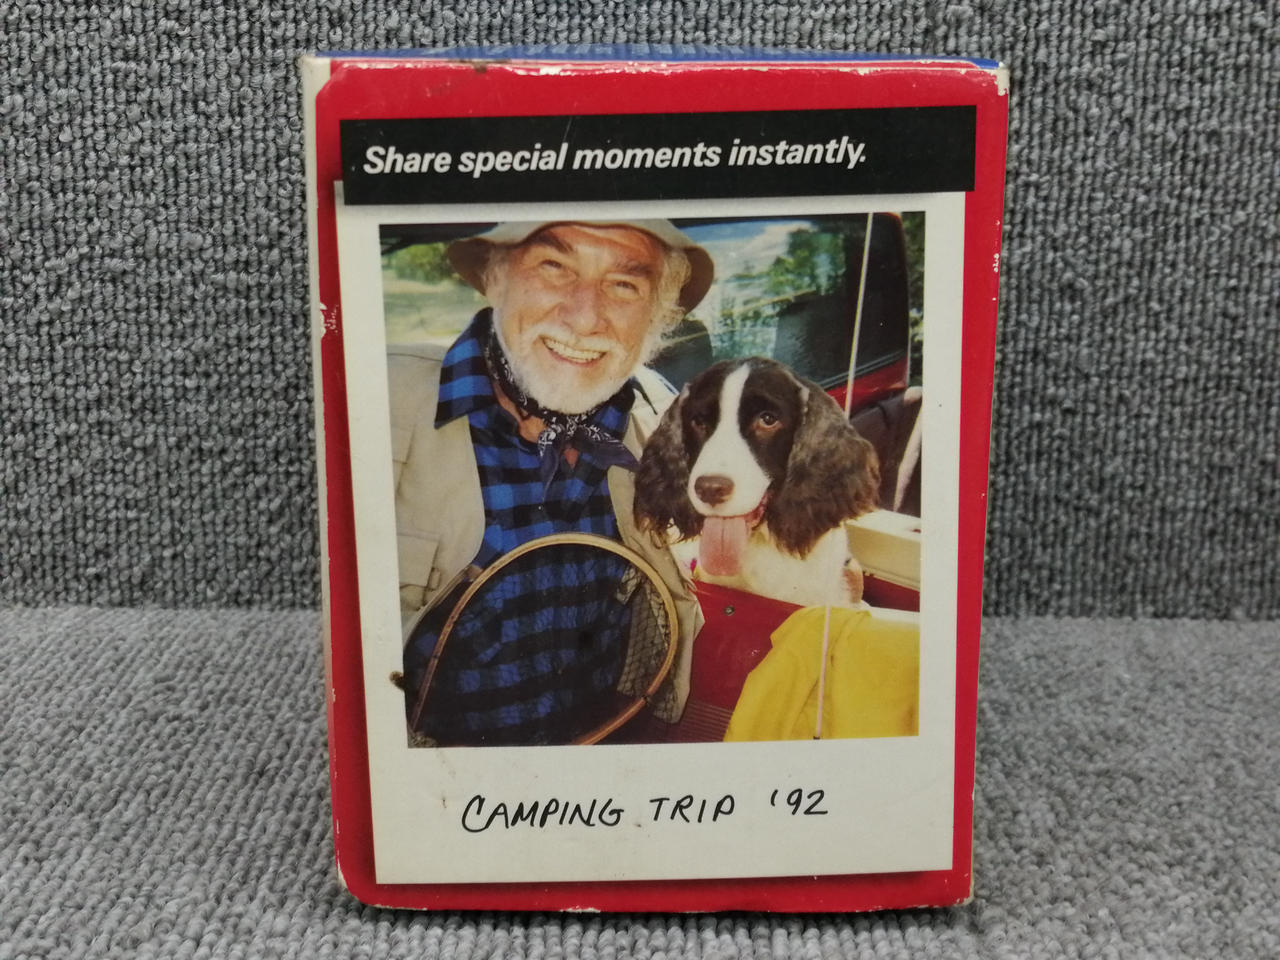 Share special moments instantly.
CAMPING TRIP '92